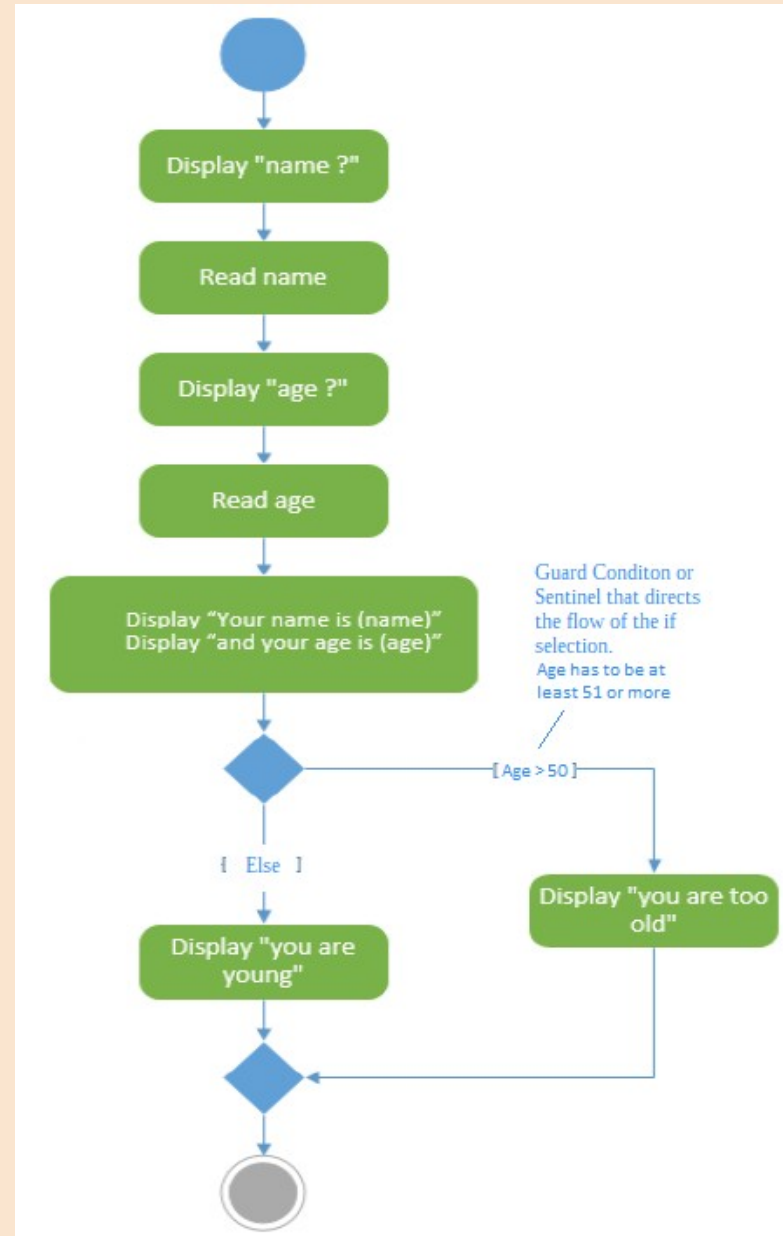 Display "name ?"
Read name
Display "age ?"
Read age
Display “Your name is (name)”
Display “and your age is (age)”
Guard Conditon or
Sentinel that directs
the flow of the if
selection.
Age has to be at
least 51 or more
[ Age > 50 ]
[ Else ]
Display "you are too
old"
Display "you are
young"